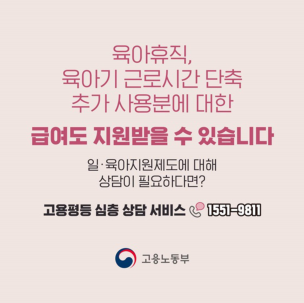 육아휴직,
육아기 근로시간 단축
추가 사용분에 대한
급여도 지원받을 수 있습니다
일·육아지원제도에 대해
상담이 필요하다면?
고용평등 심층 상담 서비스 1551-9811
고용노동부